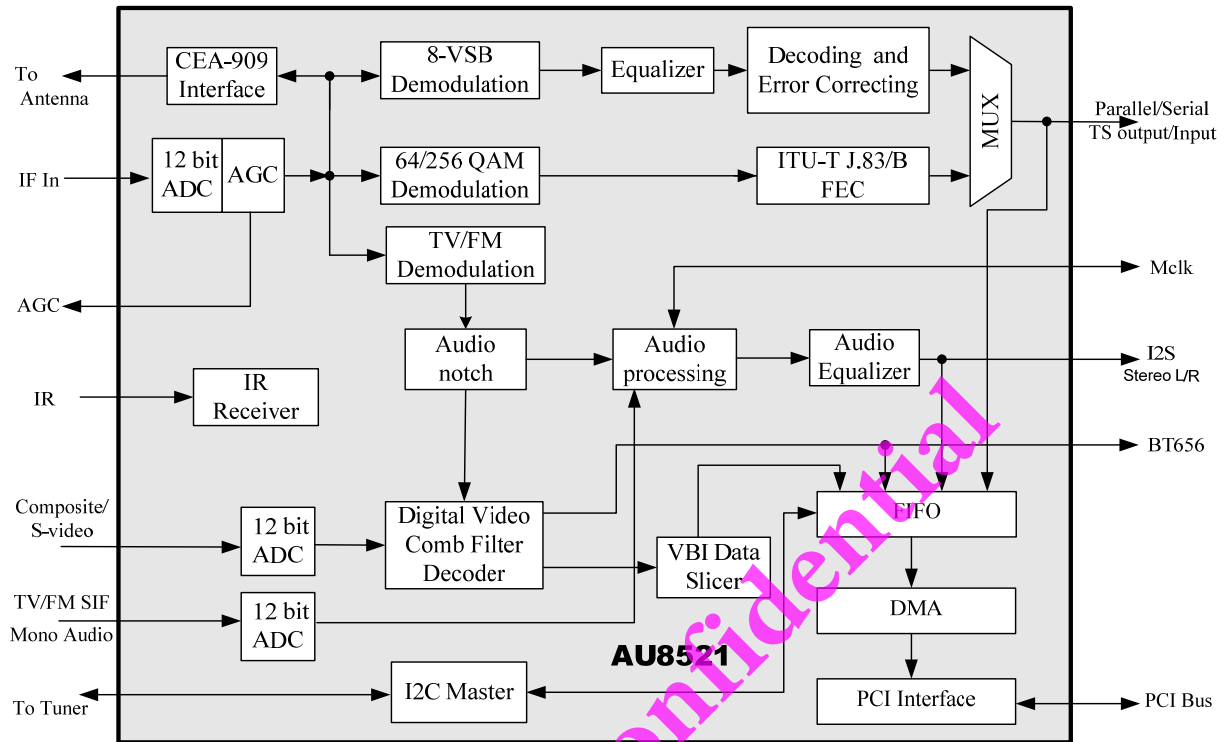 To
Antenna
CEA-909
Interface
8-VSB
Demodulation
Equalizer
Decoding and
Error Correcting
MUX
Parallel/Serial
TS output/Input
IF In
12 bit
ADC
AGC
64/256 QAM
Demodulation
ITU-T J.83/B
FEC
TV/FM
Demodulation
Mclk
AGC
Audio
notch
Audio
processing
Audio
Equalizer
I2S
Stereo L/R
IR
IR
Receiver
BT656
Composite/
S-video
12 bit
ADC
Digital Video
Comb Filter
Decoder
VBI Data
Slicer
FIFO
TV/FM SIF
Mono Audio
12 bit
ADC
DMA
AU8521
To Tuner
I2C Master
PCI Interface
PCI Bus
onfidential